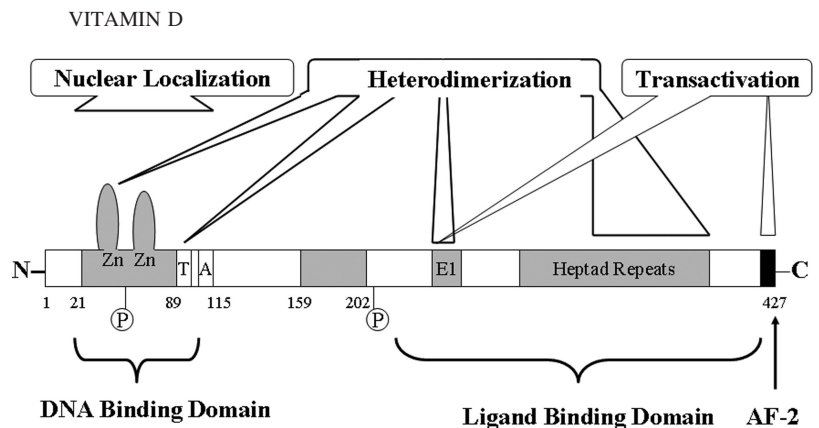 VITAMIN D
Nuclear Localization Heterodimerization Transactivation
N Zn Zn T A E1 Heptad Repeats C
1 21 89 115 159 202 427
P P
DNA Binding Domain Ligand Binding Domain AF-2